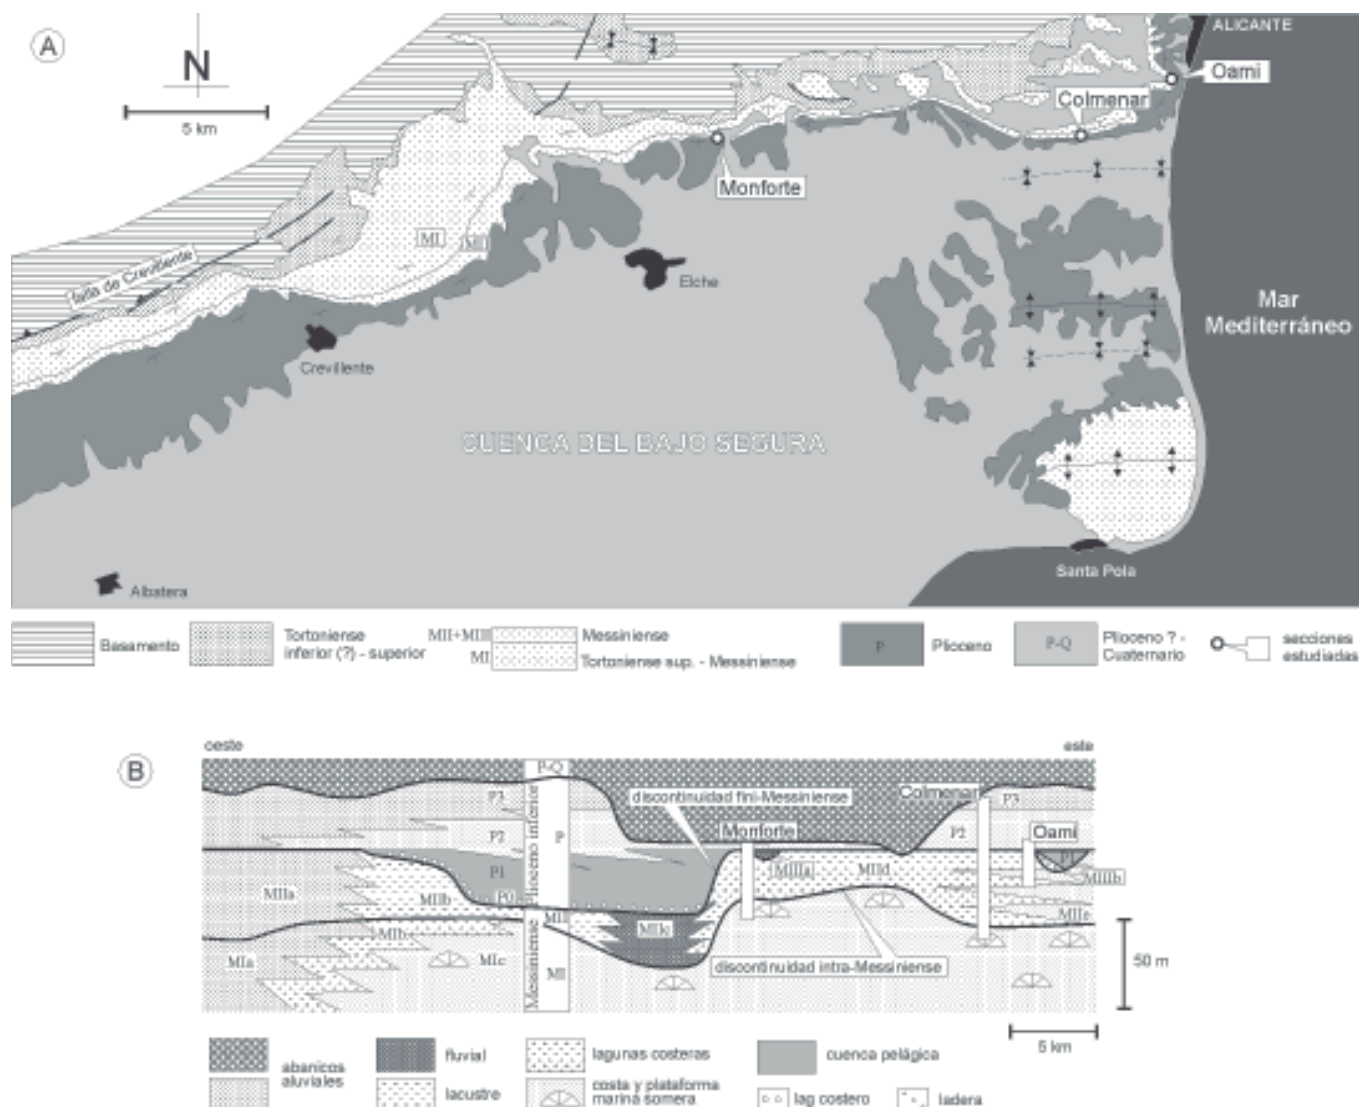 A
N
5 km
ALICANTE
Oami
Colmenar
Monforte
MI
MII
falla de Crevillente
Elche
Mar
Mediterráneo
Crevillente
CUENCA DEL BAJO SEGURA
Albatera
Santa Pola
Basamento
Tortoniense
inferior (?) - superior
MII+MIII
MI
Messiniense
Tortoniense sup. - Messiniense
P
Plioceno
P-Q
Plioceno ? -
Cuaternario
secciones
estudiadas
B
oeste
este
P-Q
P3
discontinuidad fini-Messiniense
Colmenar
P3
P2
Plioceno inferior
P
Monforte
P2
Oami
P1
MIIa
P1
MIIIa
MIId
MIIIb
MIIb
P0
MII
MIIb
MIIc
MIIe
MIa
MIc
Messiniense
MI
discontinuidad intra-Messiniense
50 m
5 km
abanicos
aluviales
fluvial
lacustre
lagunas costeras
costa y plataforma
marina somera
cuenca pelágica
lag costero
ladera